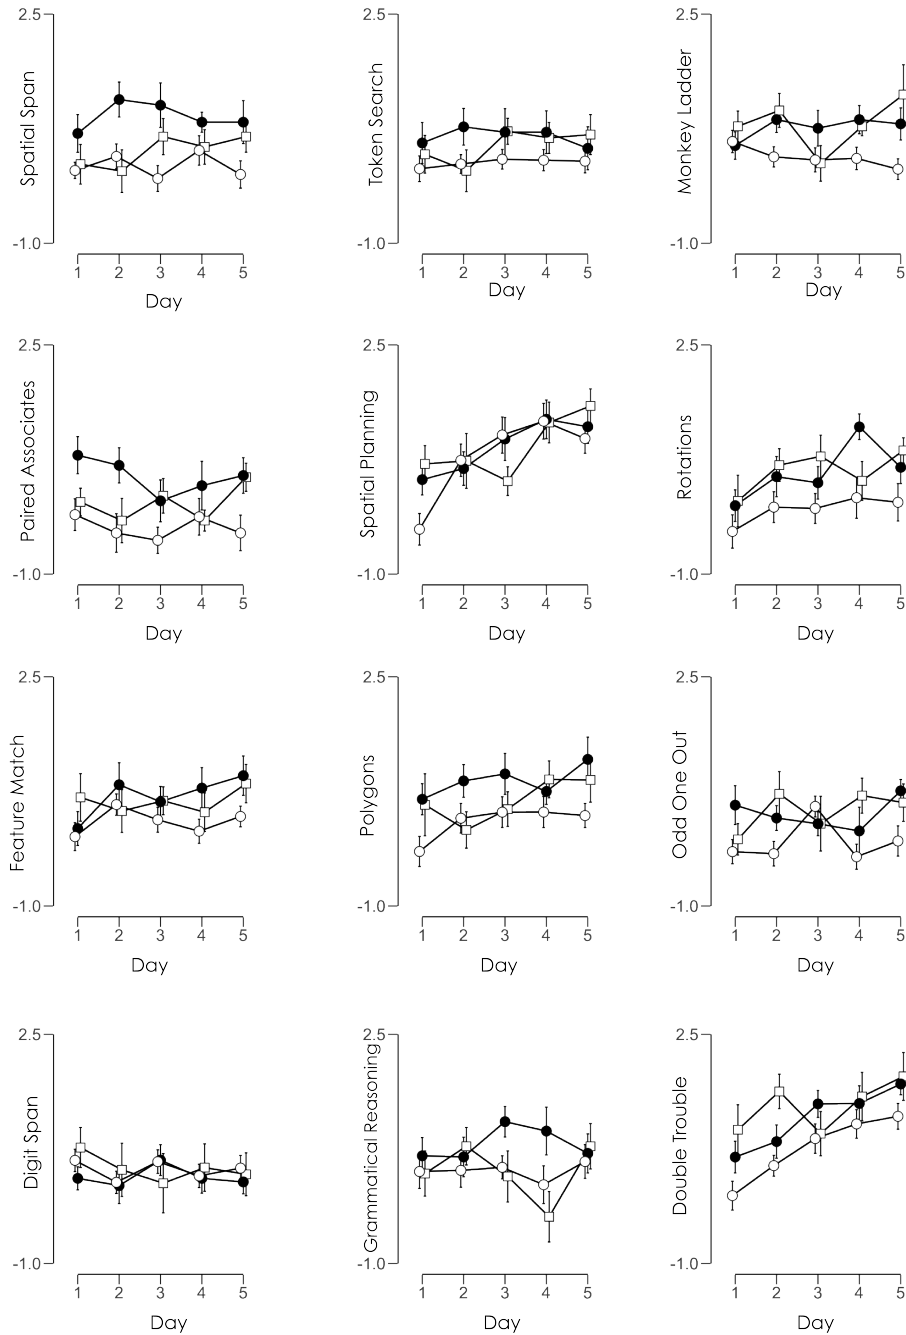 2.5 2.5 2.5
Spatial Span Token Search Monkey Ladder
-1.0 -1.0 -1.0
1 2 3 4 5 1 2 3 4 5 1 2 3 4 5
Day Day Day
2.5 2.5 2.5
Paired Associates Spatial Planning Rotations
-1.0 -1.0 -1.0
1 2 3 4 5 1 2 3 4 5 1 2 3 4 5
Day Day Day
2.5 2.5 2.5
Feature Match Polygons Odd One Out
-1.0 -1.0 -1.0
1 2 3 4 5 1 2 3 4 5 1 2 3 4 5
Day Day Day
2.5 2.5 2.5
Digit Span Grammatical Reasoning Double Trouble
-1.0 -1.0 -1.0
1 2 3 4 5 1 2 3 4 5 1 2 3 4 5
Day Day Day